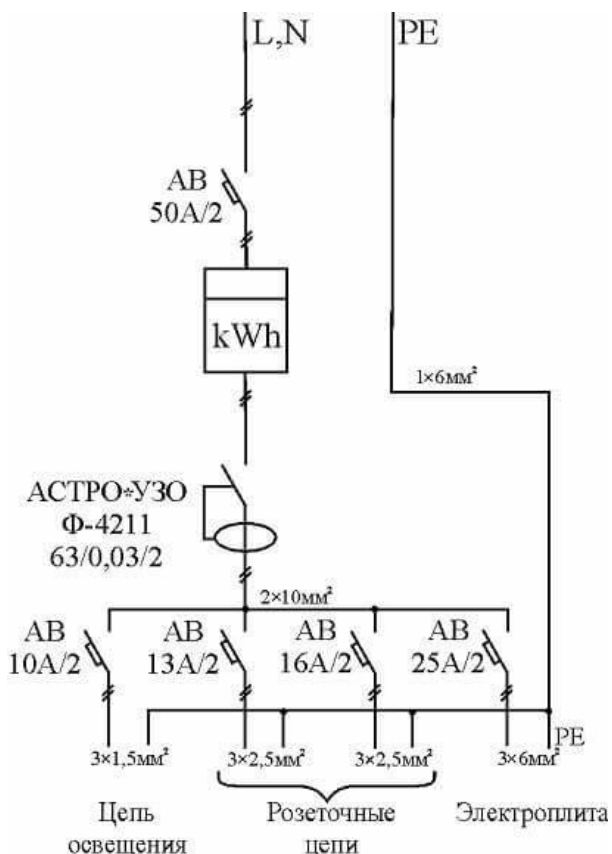 L,N
PE
АВ
50А/2
kWh
1×6мм²
АСТРО*УЗО
Ф-4211
63/0,03/2
2×10мм²
АВ
10А/2
АВ
13А/2
АВ
16А/2
АВ
25А/2
PE
3×1,5мм²
3×2,5мм²
3×2,5мм²
3×6мм²
Цепь
освещения
Розеточные
цепи
Электроплита